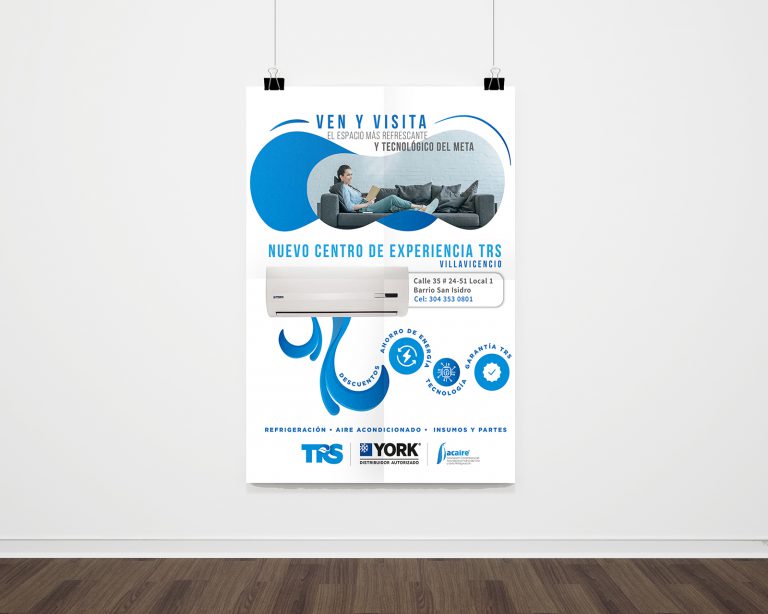 VEN Y VISITA
EL ESPACIO MÁS REFRESCANTE
Y TECNOLÓGICO DEL META
NUEVO CENTRO DE EXPERIENCIA TRS
VILLAVICENCIO
YORK
Calle 35 # 24-51 Local 1
Barrio San Isidro
Cel: 304 353 0801
DESCUENTOS
AHORRO DE ENERGÍA
TECNOLOGÍA
GARANTÍA TRS
REFRIGERACIÓN • AIRE ACONDICIONADO • INSUMOS Y PARTES
TRS
YORK®
DISTRIBUIDOR AUTORIZADO
acaire